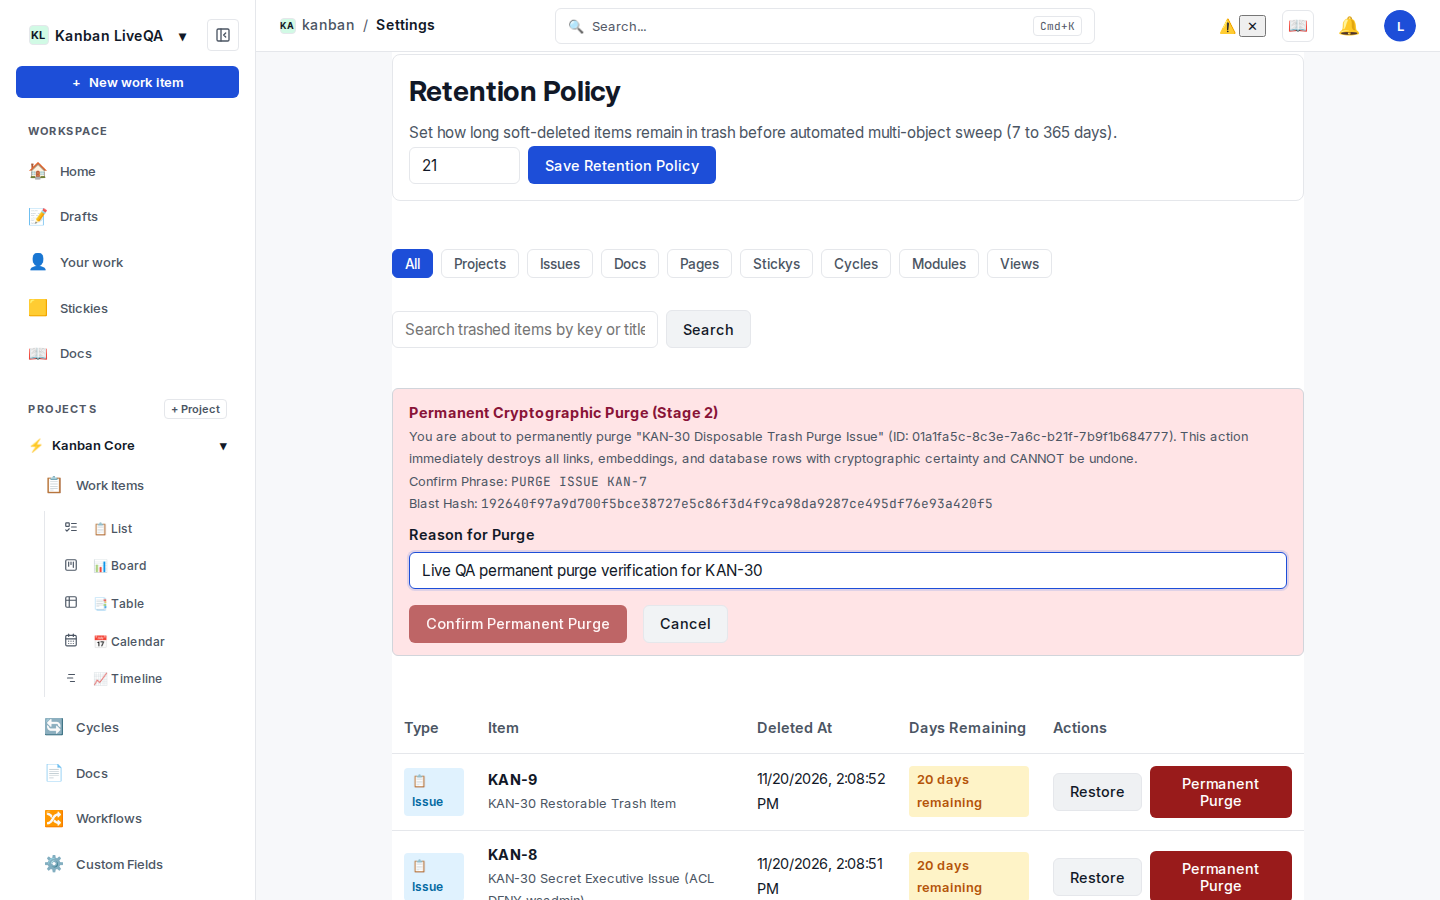 KL Kanban LiveQA ▼
+ New work item
WORKSPACE
Home
Drafts
Your work
Stickies
Docs
PROJECTS + Project
Kanban Core ▼
Work Items
List
Board
Table
Calendar
Timeline
Cycles
Docs
Workflows
Custom Fields
KA kanban / Settings
Search... Cmd+K
✕
L
Retention Policy
Set how long soft-deleted items remain in trash before automated multi-object sweep (7 to 365 days).
21 Save Retention Policy
All Projects Issues Docs Pages Stickys Cycles Modules Views
Search trashed items by key or title Search
Permanent Cryptographic Purge (Stage 2)
You are about to permanently purge "KAN-30 Disposable Trash Purge Issue" (ID: 01a1fa5c-8c3e-7a6c-b21f-7b9f1b684777). This action
immediately destroys all links, embeddings, and database rows with cryptographic certainty and CANNOT be undone.
Confirm Phrase: PURGE ISSUE KAN-7
Blast Hash: 192640f97a9d700f5bce38727e5c86f3d4f9ca98da9287ce495df76e93a420f5
Reason for Purge
Live QA permanent purge verification for KAN-30
Confirm Permanent Purge Cancel
Type Item Deleted At Days Remaining Actions
Issue
KAN-9
KAN-30 Restorable Trash Item
11/20/2026, 2:08:52
PM
20 days
remaining
Restore
Permanent
Purge
Issue
KAN-8
KAN-30 Secret Executive Issue (ACL
DENY wsadmin)
11/20/2026, 2:08:51
PM
20 days
remaining
Restore
Permanent
Purge